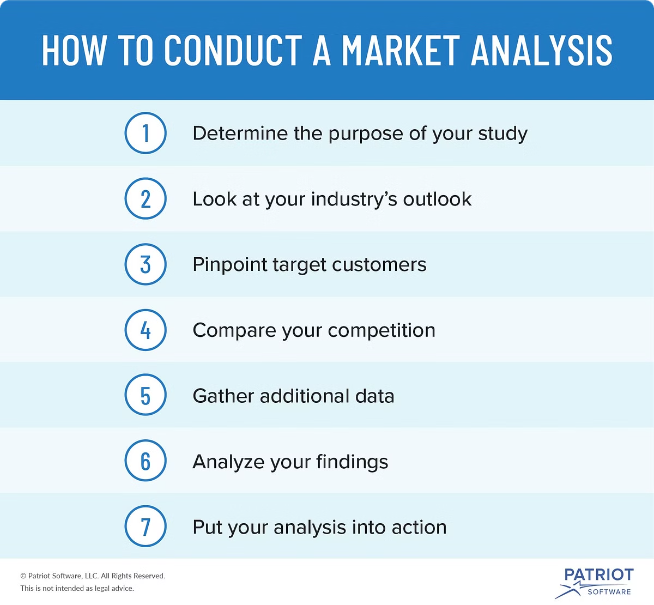 HOW TO CONDUCT A MARKET ANALYSIS
1 Determine the purpose of your study
2 Look at your industry’s outlook
3 Pinpoint target customers
4 Compare your competition
5 Gather additional data
6 Analyze your findings
7 Put your analysis into action
© Patriot Software, LLC. All Rights Reserved.
This is not intended as legal advice.
PATRIOT
SOFTWARE